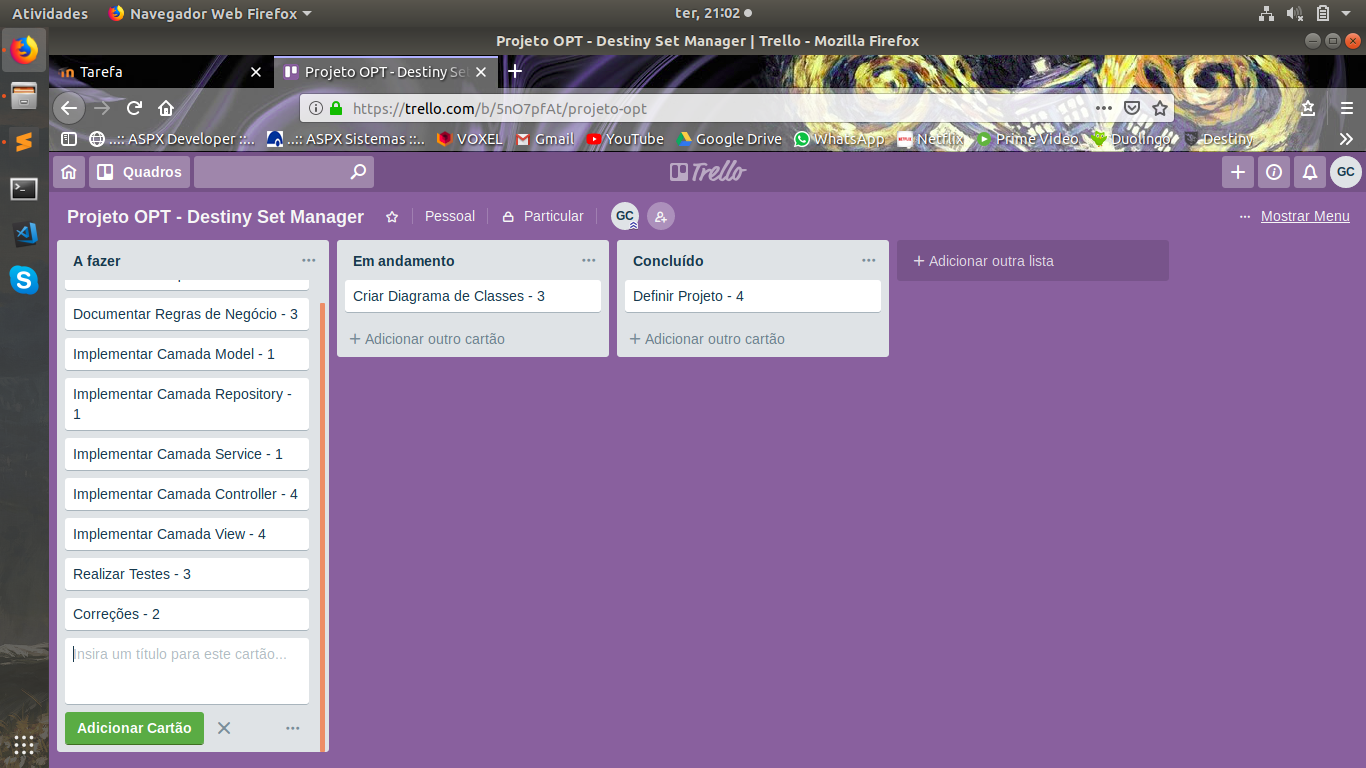 Atividades
Navegador Web Firefox
ter, 21:02
Projeto OPT - Destiny Set Manager | Trello - Mozilla Firefox
Tarefa
Projeto OPT - Destiny Set
https://trello.com/b/5nO7pfAt/projeto-opt
..:: ASPX Developer ::..
..:: ASPX Sistemas ::...
VOXEL
Gmail
YouTube
Google Drive
WhatsApp
Netflix
Prime Video
Duolingo
Destiny
Quadros
Trello
GC
Projeto OPT - Destiny Set Manager
Pessoal
Particular
GC
Mostrar Menu
A fazer
Documentar Regras de Negócio - 3
Implementar Camada Model - 1
Implementar Camada Repository -
1
Implementar Camada Service - 1
Implementar Camada Controller - 4
Implementar Camada View - 4
Realizar Testes - 3
Correções - 2
Insira um título para este cartão...
Adicionar Cartão
Em andamento
Criar Diagrama de Classes - 3
+ Adicionar outro cartão
Concluído
Definir Projeto - 4
+ Adicionar outro cartão
+ Adicionar outra lista